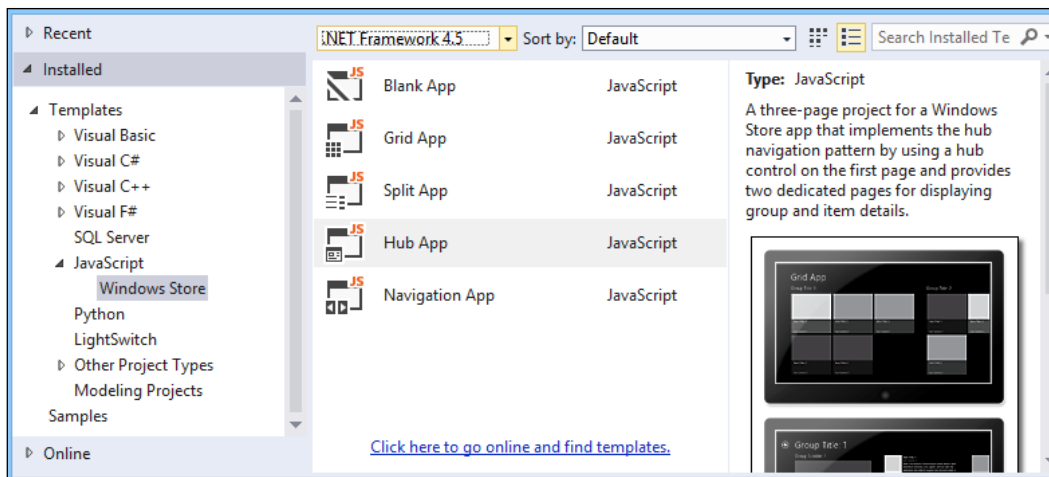 Recent
Installed
Templates
Visual Basic
Visual C#
Visual C++
Visual F#
SQL Server
JavaScript
Windows Store
Python
LightSwitch
Other Project Types
Modeling Projects
Samples
Online
.NET Framework 4.5 Sort by: Default Search Installed Te
JS Blank App JavaScript
JS Grid App JavaScript
JS Split App JavaScript
JS Hub App JavaScript
JS Navigation App JavaScript
Click here to go online and find templates.
Type: JavaScript
A three-page project for a Windows
Store app that implements the hub
navigation pattern by using a hub
control on the first page and provides
two dedicated pages for displaying
group and item details.
Grid App
Group Title: 1